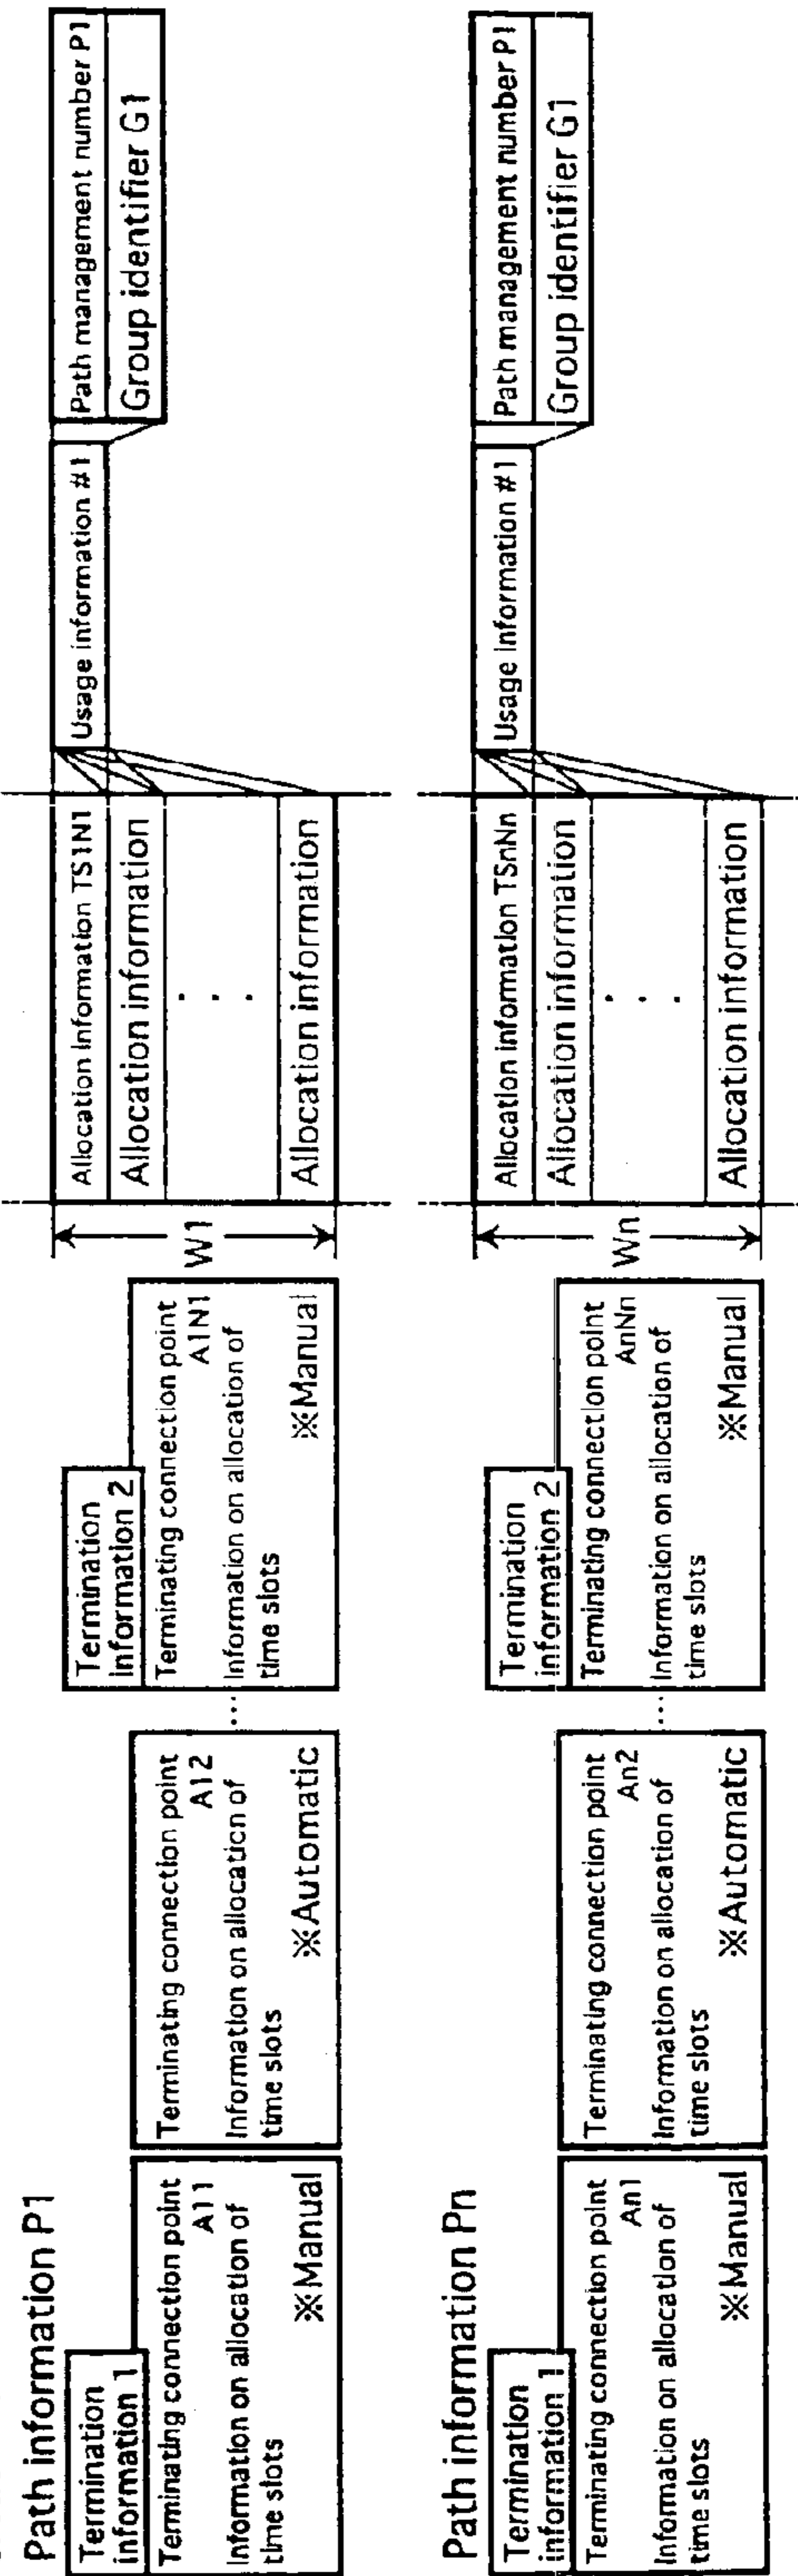 Path information P1
Termination
information 1
Terminating connection point
A11
Information on allocation of
time slots
※Manual
Terminating connection point
A12
Information on allocation of
time slots
※Automatic
...
Termination
information 2
Terminating connection point
A1N1
Information on allocation of
time slots
※Manual
W1
Allocation information TS1N1
Allocation information
Allocation information
Usage information #1
Path management number P1
Group identifier G1
Path information Pn
Termination
information 1
Terminating connection point
An1
Information on allocation of
time slots
※Manual
Terminating connection point
An2
Information on allocation of
time slots
※Automatic
...
Termination
information 2
Terminating connection point
AnNn
Information on allocation of
time slots
※Manual
Wn
Allocation information TSnNn
Allocation information
Allocation information
Usage information #1
Path management number P1
Group identifier G1